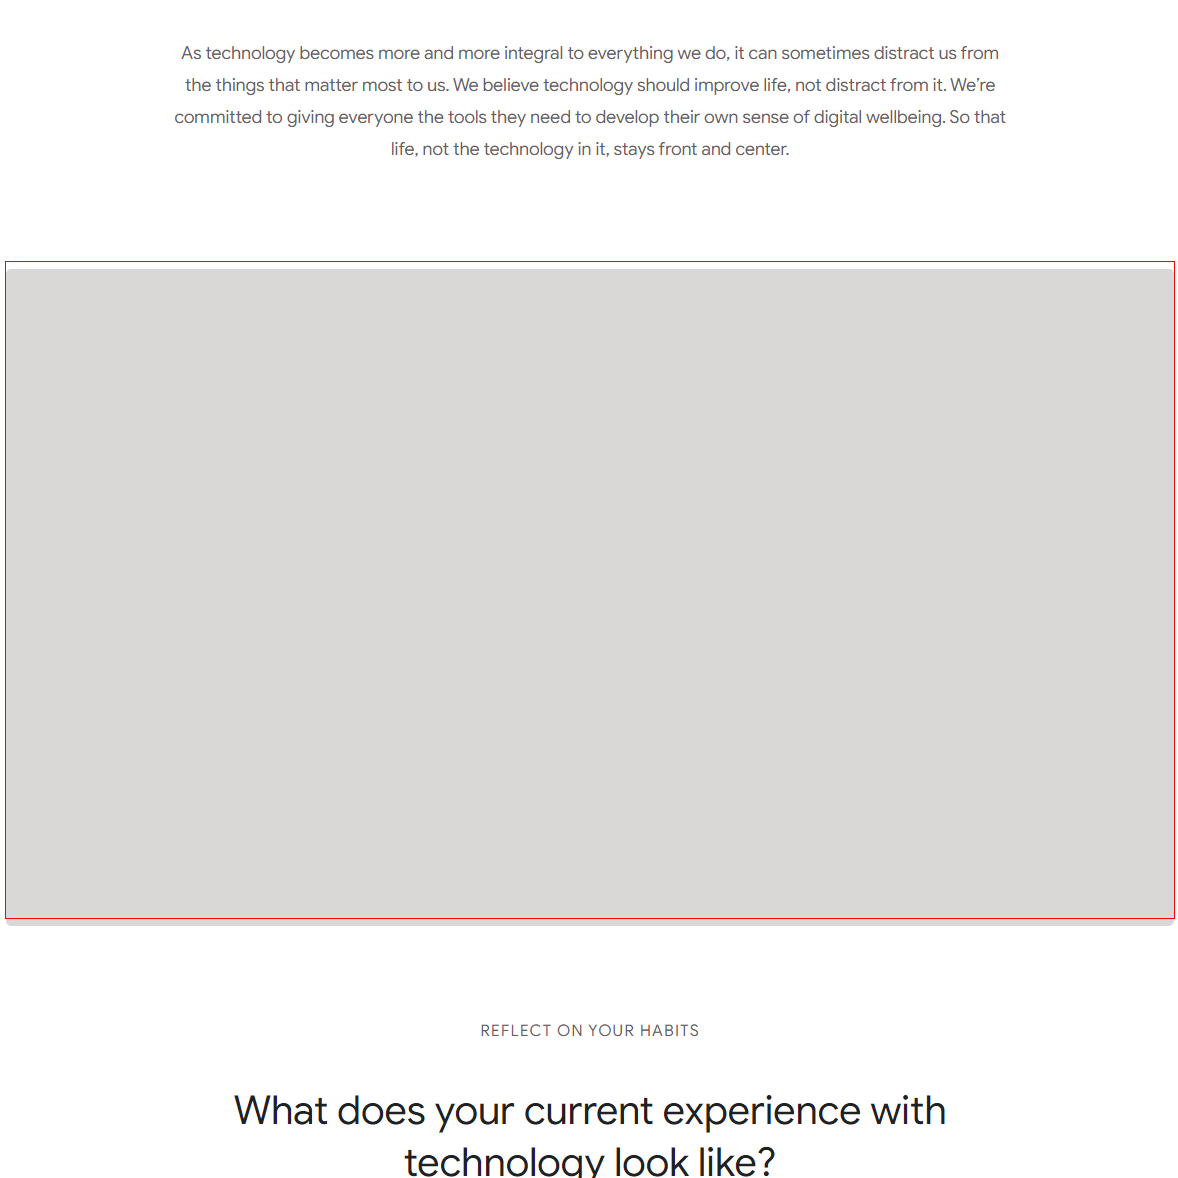 As technology becomes more and more integral to everything we do, it can sometimes distract us from
the things that matter most to us. We believe technology should improve life, not distract from it. We’re
committed to giving everyone the tools they need to develop their own sense of digital wellbeing. So that
life, not the technology in it, stays front and center.
REFLECT ON YOUR HABITS
What does your current experience with
technology look like?